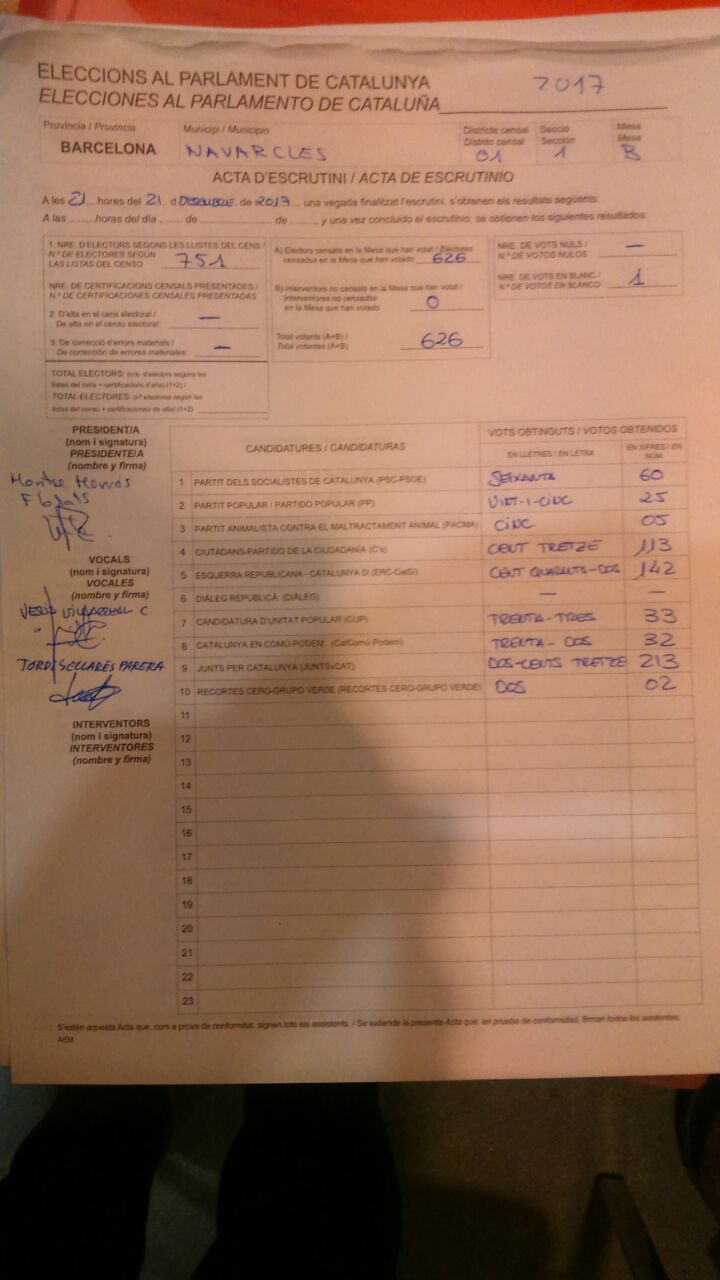 ELECCIONS AL PARLAMENT DE CATALUNYA
ELECCIONES AL PARLAMENTO DE CATALUÑA 2017
Provincia / Provincia Municipi / Municipio Districte censal Secció Mesa
Distrito censal Sección Mesa
BARCELONA NAVARCLES 01 1 B
ACTA D'ESCRUTINI / ACTA DE ESCRUTINIO
A les 21 hores del 21 d DESEMBRE de 2017, una vegada finalitzat l'escrutini, s'obtenen els resultats següents:
A las ........ horas del día ....... de ........................ de ......., y una vez concluido el escrutinio, se obtienen los siguientes resultados:
1. NRE. D'ELECTORS SEGONS LES LLISTES DEL CENS /
N.º DE ELECTORES SEGÚN
LAS LISTAS DEL CENSO 751
NRE. DE CERTIFICACIONS CENSALS PRESENTADES /
N.º DE CERTIFICACIONES CENSALES PRESENTADAS
2. D'alta en el cens electoral / —
De alta en el censo electoral:
3. De correcció d'errors materials / —
De corrección de errores materiales:
TOTAL ELECTORS: (nre. d'electors segons les
llistes del cens + certificacions d'alta) (1+2) /
TOTAL ELECTORES: (nº electores según las
listas del censo + certificaciones de alta) (1+2)
A) Electors censats en la Mesa que han votat / Electores
censados en la Mesa que han votado 626
B) Interventors no censats en la Mesa que han votat /
Interventores no censados
en la Mesa que han votado 0
Total votants (A+B) /
Total votantes (A+B) 626
NRE. DE VOTS NULS /
N.º DE VOTOS NULOS —
NRE. DE VOTS EN BLANC /
N.º DE VOTOS EN BLANCO 1
PRESIDENT/A
(nom i signatura)
PRESIDENTE/A
(nombre y firma)
Montse
VOCALS
(nom i signatura)
VOCALES
(nombre y firma)
JORDI SELLARES PARERA
INTERVENTORS
(nom i signatura)
INTERVENTORES
(nombre y firma)
CANDIDATURES / CANDIDATURAS VOTS OBTINGUTS / VOTOS OBTENIDOS
EN LLETRES / EN LETRA EN XIFRES / EN NÚM.
1 PARTIT DELS SOCIALISTES DE CATALUNYA (PSC-PSOE) SEIXANTA 60
2 PARTIT POPULAR / PARTIDO POPULAR (PP) VINT-I-CINC 25
3 PARTIT ANIMALISTA CONTRA EL MALTRACTAMENT ANIMAL (PACMA) CINC 05
4 CIUTADANS-PARTIDO DE LA CIUDADANÍA (C's) CENT TRETZE 113
5 ESQUERRA REPUBLICANA - CATALUNYA SÍ (ERC-CatSí) CENT QUARANTA-DOS 142
6 DIÀLEG REPUBLICÀ (DIÀLEG) — —
7 CANDIDATURA D'UNITAT POPULAR (CUP) TRENTA-TRES 33
8 CATALUNYA EN COMÚ-PODEM (CatComú-Podem) TRENTA-DOS 32
9 JUNTS PER CATALUNYA (JUNTSxCAT) DOS-CENTS TRETZE 213
10 RECORTES CERO-GRUPO VERDE (RECORTES CERO-GRUPO VERDE) DOS 02
11
12
13
14
15
16
17
18
19
20
21
22
23
S'estén aquesta Acta que, com a prova de conformitat, signen tots els assistents. / Se extiende la presente Acta que, en prueba de conformidad, firman todos los asistentes.
AEM